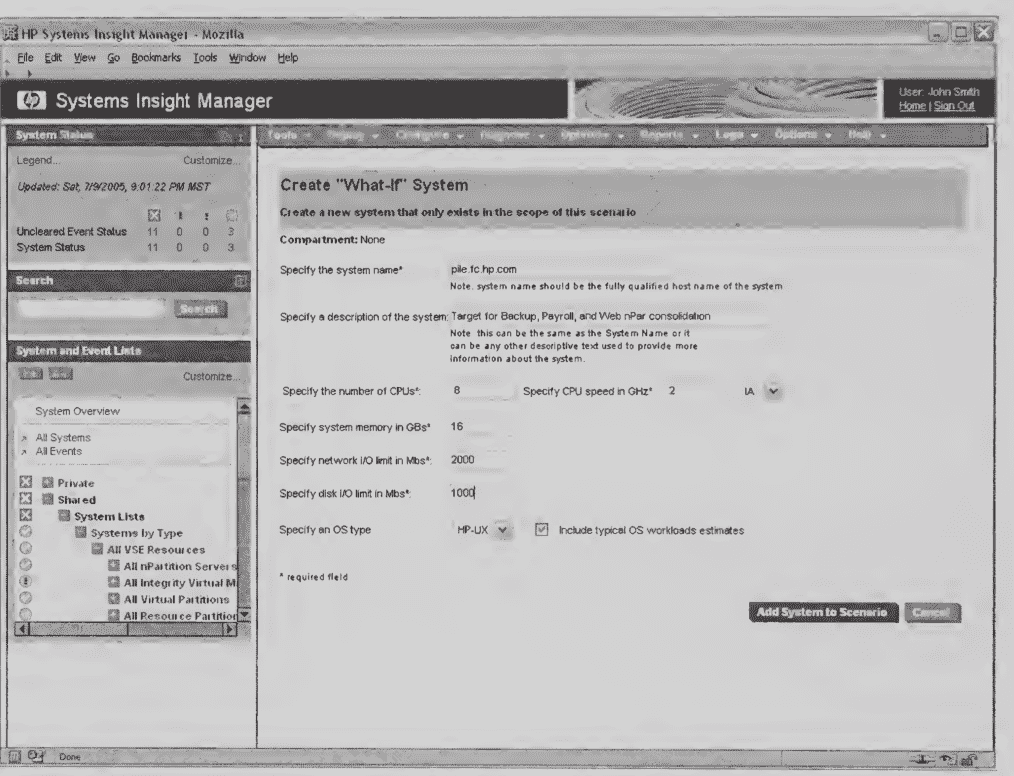 HP Systems Insight Manager - Mozilla
File Edit View Go Bookmarks Tools Window Help
Systems Insight Manager
User: John Smith
Home | Sign Out
System Status
Tools Deploy Configure Diagnose Optimize Reports Logs Options Help
Legend... Customize...
Updated: Sat, 7/9/2005, 9:01:22 PM MST
Uncleared Event Status 11 0 0 3
System Status 11 0 0 3
Search
Search
System and Event Lists
Customize...
System Overview
All Systems
All Events
Private
Shared
System Lists
Systems by Type
All VSE Resources
All nPartition Servers
All Integrity Virtual M
All Virtual Partitions
All Resource Partition
Create "What-If" System
Create a new system that only exists in the scope of this scenario
Compartment: None
Specify the system name* pile.fc.hp.com
Note. system name should be the fully qualified host name of the system
Specify a description of the system: Target for Backup, Payroll, and Web nPar consolidation
Note this can be the same as the System Name or it
can be any other descriptive text used to provide more
information about the system.
Specify the number of CPUs*: 8 Specify CPU speed in GHz* 2 IA
Specify system memory in GBs* 16
Specify network I/O limit in Mbs*: 2000
Specify disk I/O limit in Mbs*: 1000
Specify an OS type HP-UX Include typical OS workloads estimates
* required field
Add System to Scenario Cancel
Done